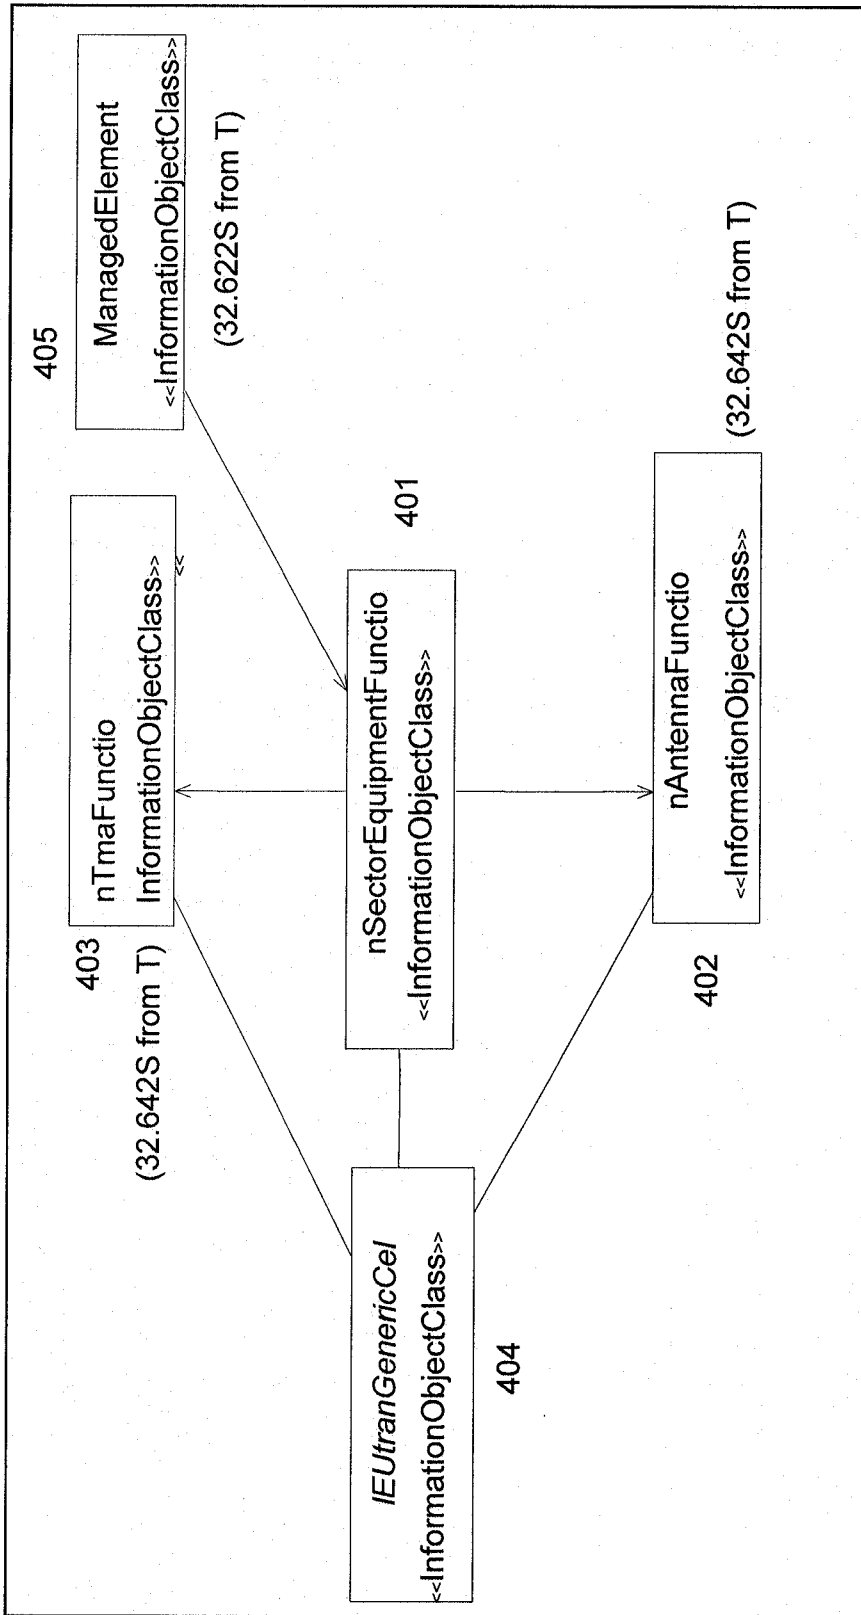 405
ManagedElement
<<InformationObjectClass>>
(32.622S from T)
403
nTmaFunctio
InformationObjectClass>>
<<
(32.642S from T)
401
nSectorEquipmentFunctio
<<InformationObjectClass>>
IEUtranGenericCel
<<InformationObjectClass>>
404
402
nAntennaFunctio
<<InformationObjectClass>>
(32.642S from T)